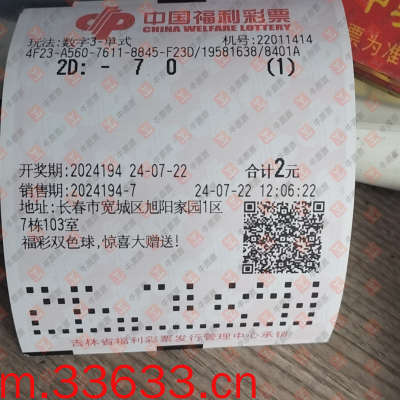 中国福利彩票
CHINA WELFARE LOTTERY
玩法:数字3-单式 机号:22011414
4F23-A560-7611-8845-F23D/19581638/8401A
2D: - 7 0 (1)
开奖期:2024194 24-07-22 合计2元
销售期:2024194-7 24-07-22 12:06:22
地址:长春市宽城区旭阳家园1区
7栋103室
福彩双色球,惊喜大赠送!
吉林省福利彩票发行管理中心承销
m.33633.cn